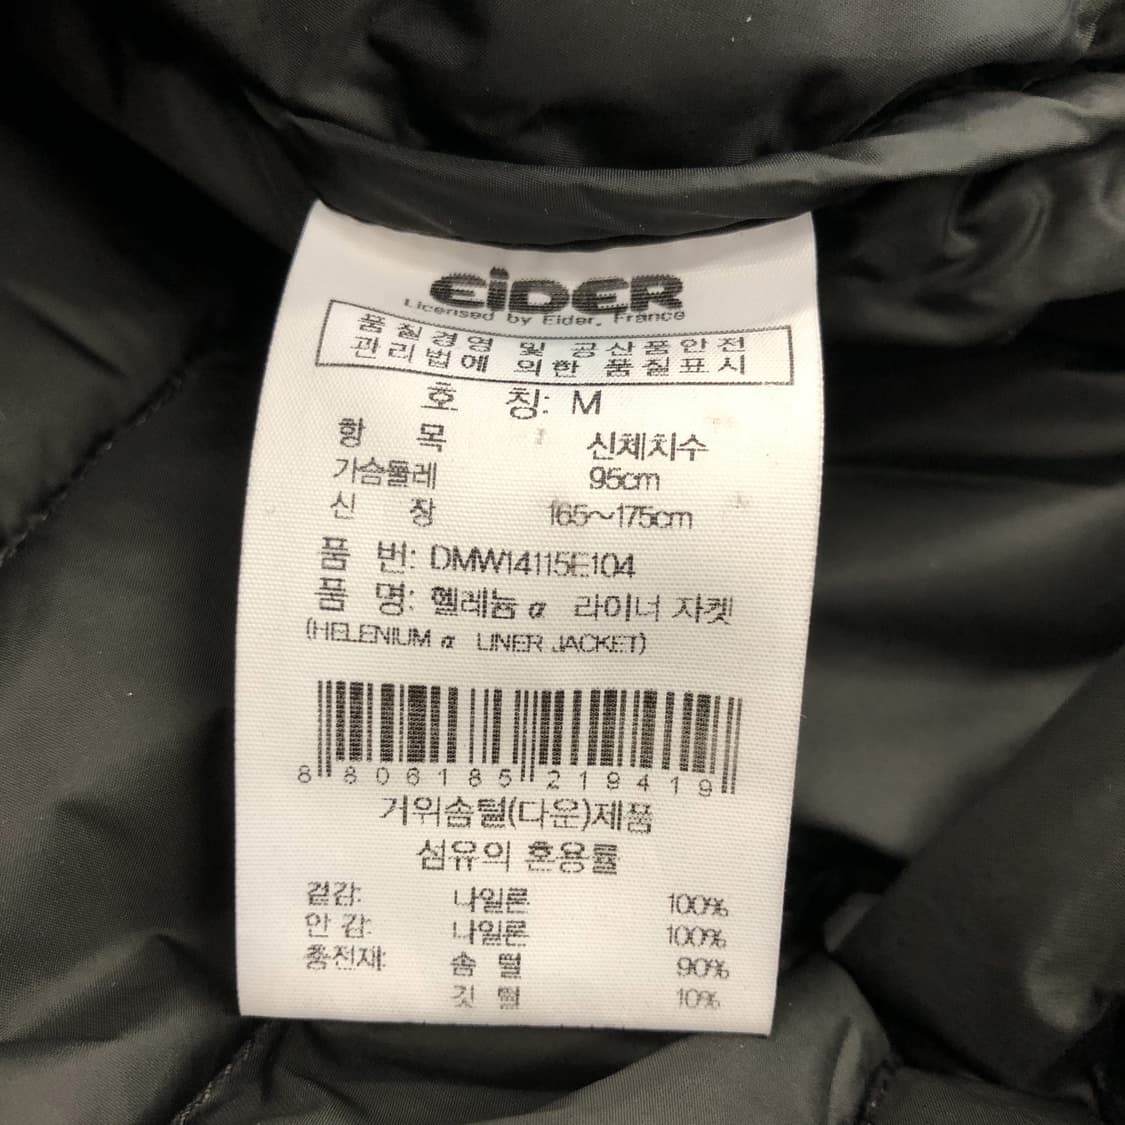 EiDER
Licensed by Eider, France
품질경영 및 공산품안전
관리법에 의한 품질표시
호 칭: M
항 목 신체치수
가슴둘레 95cm
신 장 165~175cm
품 번: DMW14115E104
품 명: 헬레늄 α 라이너 자켓
(HELENIUM α LINER JACKET)
8 806185 219419
거위솜털(다운)제품
섬유의 혼용률
겉감: 나일론 100%
안감: 나일론 100%
충전재: 솜 털 90%
깃 털 10%